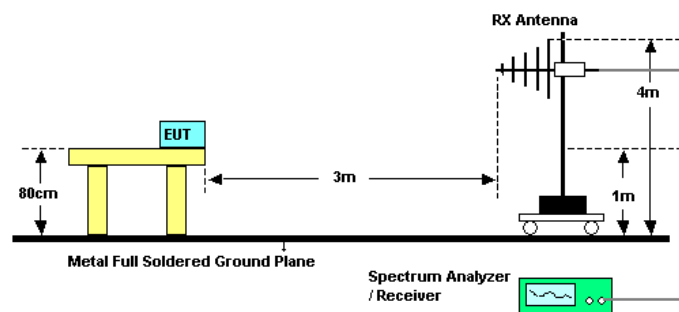 RX Antenna
EUT
4m
3m
80cm
1m
Metal Full Soldered Ground Plane
Spectrum Analyzer
/ Receiver